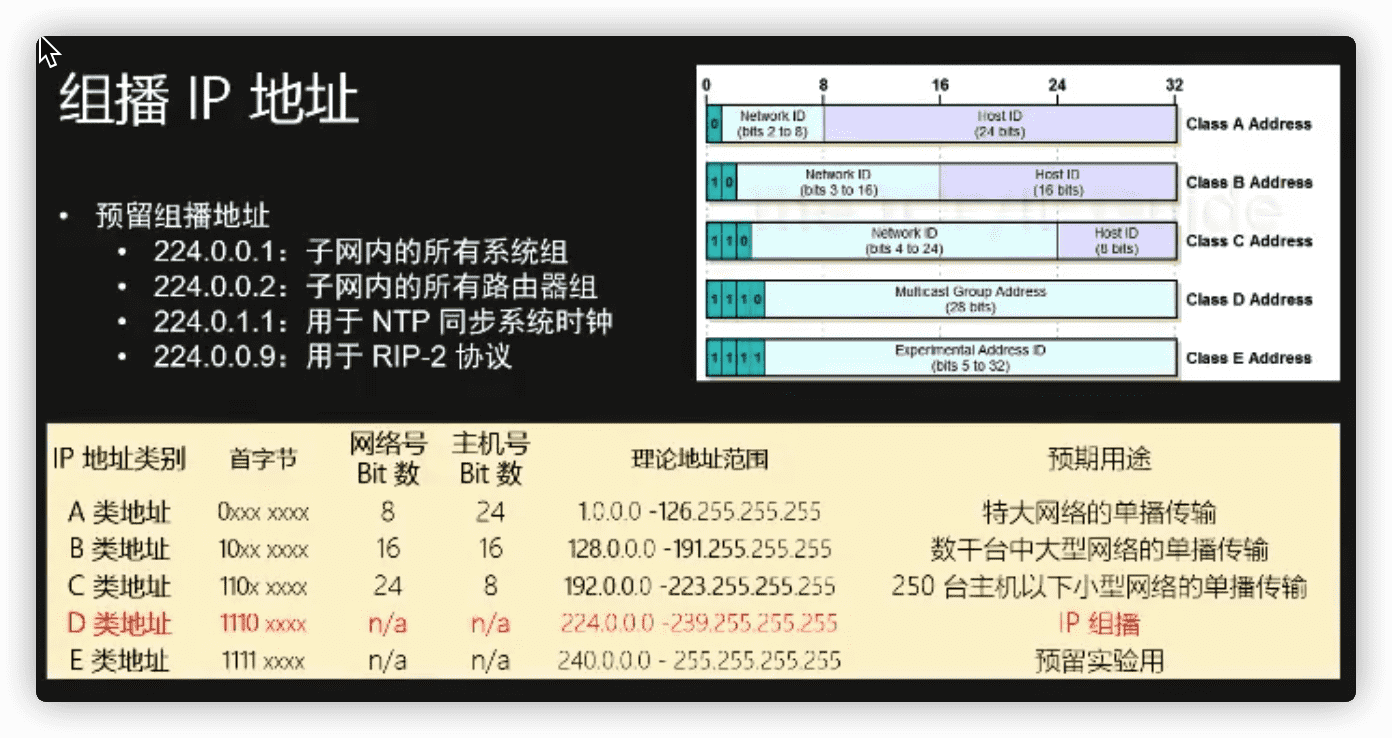 组播 IP 地址
• 预留组播地址
• 224.0.0.1：子网内的所有系统组
• 224.0.0.2：子网内的所有路由器组
• 224.0.1.1：用于 NTP 同步系统时钟
• 224.0.0.9：用于 RIP-2 协议
0 8 16 24 32
0 Network ID (bits 2 to 8) Host ID (24 bits) Class A Address
1 0 Network ID (bits 3 to 16) Host ID (16 bits) Class B Address
1 1 0 Network ID (bits 4 to 24) Host ID (8 bits) Class C Address
1 1 1 0 Multicast Group Address (28 bits) Class D Address
1 1 1 1 Experimental Address ID (bits 5 to 32) Class E Address
IP 地址类别 首字节 网络号 Bit 数 主机号 Bit 数 理论地址范围 预期用途
A 类地址 0xxx xxxx 8 24 1.0.0.0 -126.255.255.255 特大网络的单播传输
B 类地址 10xx xxxx 16 16 128.0.0.0 -191.255.255.255 数千台中大型网络的单播传输
C 类地址 110x xxxx 24 8 192.0.0.0 -223.255.255.255 250 台主机以下小型网络的单播传输
D 类地址 1110 xxxx n/a n/a 224.0.0.0 -239.255.255.255 IP 组播
E 类地址 1111 xxxx n/a n/a 240.0.0.0 - 255.255.255.255 预留实验用